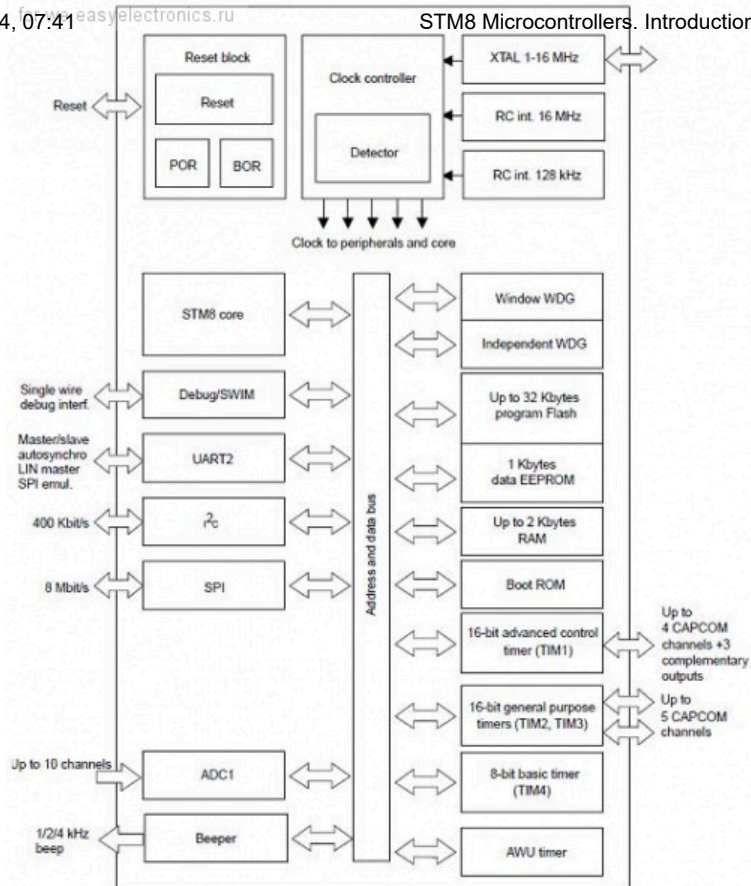 4, 07:41
STM8 Microcontrollers. Introduction
easyelectronics.ru
Reset block
Reset
POR
BOR
Reset
Clock controller
Detector
XTAL 1-16 MHz
RC int. 16 MHz
RC int. 128 kHz
Clock to peripherals and core
STM8 core
Single wire
debug interf.
Debug/SWIM
Master/slave
autosynchro
LIN master
SPI emul.
UART2
400 Kbit/s
I²C
8 Mbit/s
SPI
Up to 10 channels
ADC1
1/2/4 kHz
beep
Beeper
Address and data bus
Window WDG
Independent WDG
Up to 32 Kbytes
program Flash
1 Kbytes
data EEPROM
Up to 2 Kbytes
RAM
Boot ROM
16-bit advanced control
timer (TIM1)
Up to
4 CAPCOM
channels +3
complementary
outputs
16-bit general purpose
timers (TIM2, TIM3)
Up to
5 CAPCOM
channels
8-bit basic timer
(TIM4)
AWU timer